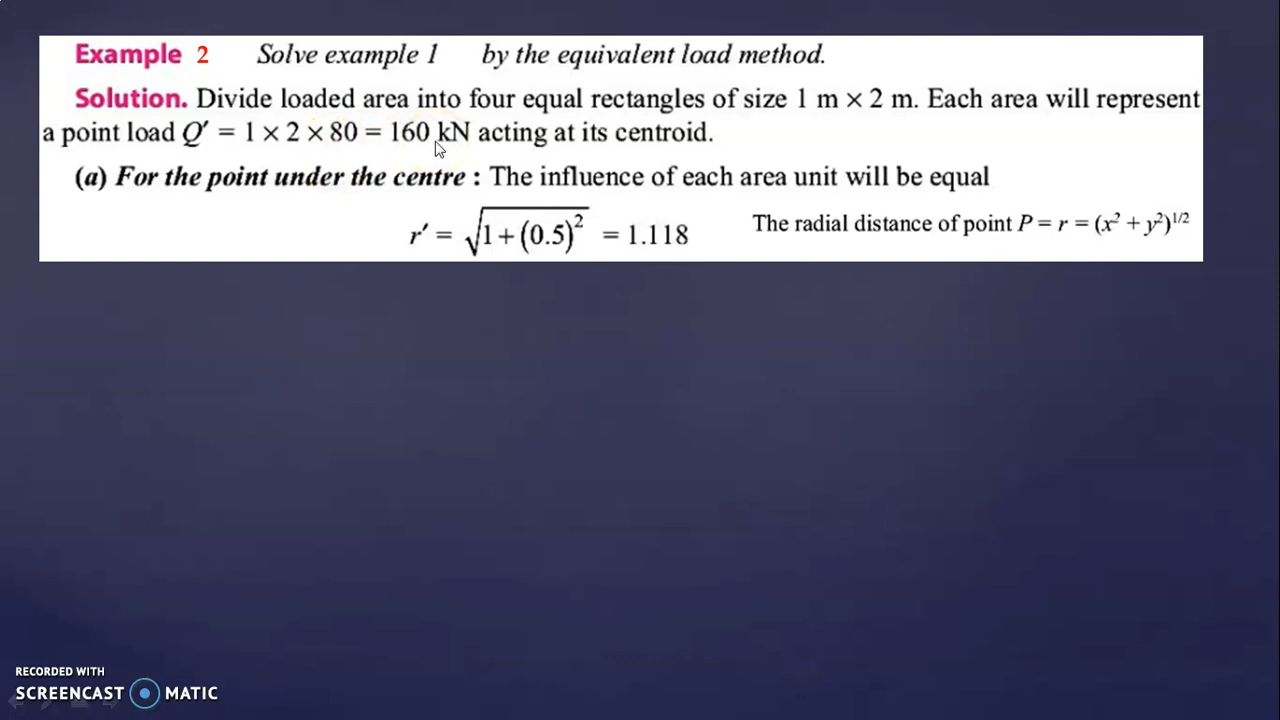 Example 2 Solve example 1 by the equivalent load method.
Solution. Divide loaded area into four equal rectangles of size 1 m × 2 m. Each area will represent
a point load Q′ = 1 × 2 × 80 = 160 kN acting at its centroid.
(a) For the point under the centre : The influence of each area unit will be equal
r′ = √(1+(0.5)²) = 1.118 The radial distance of point P = r = (x² + y²)^1/2
RECORDED WITH
SCREENCAST MATIC